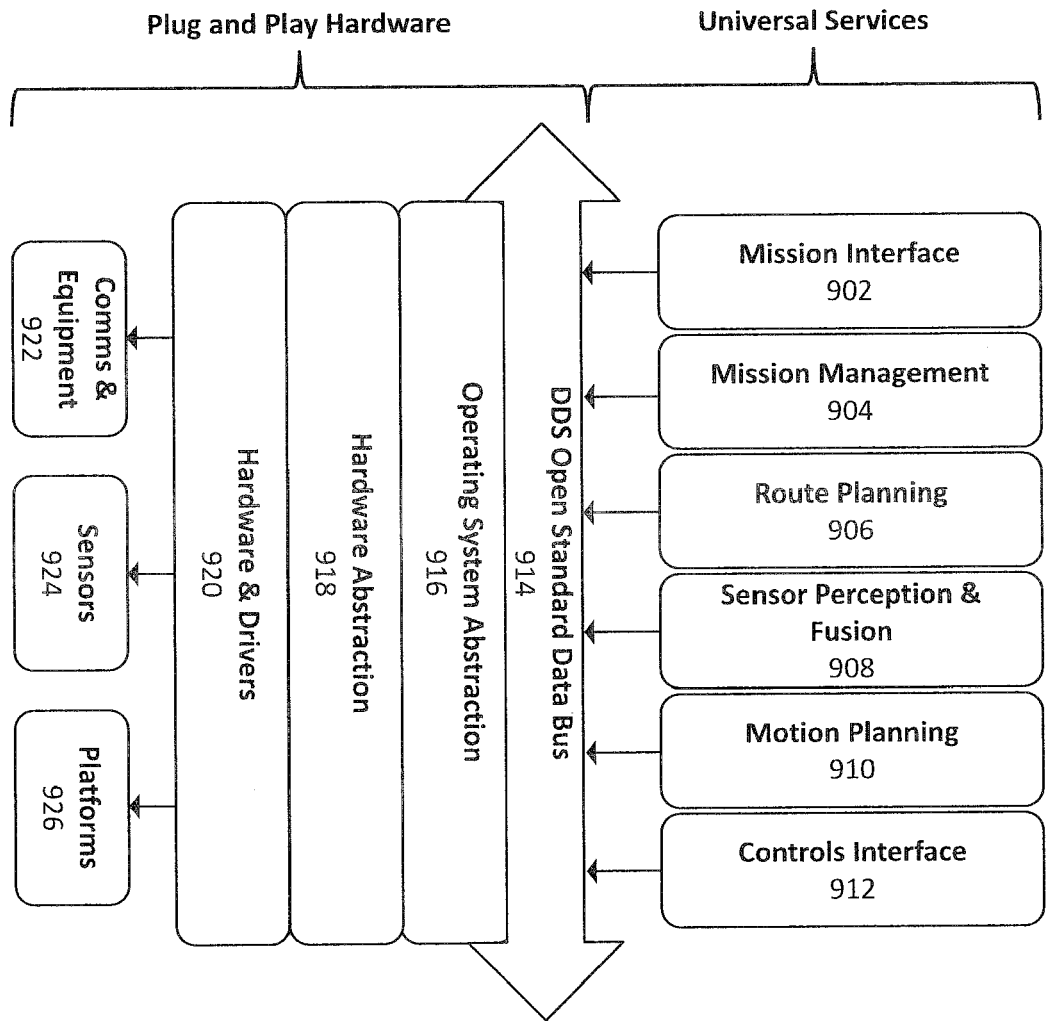 Plug and Play Hardware
Universal Services
Mission Interface
902
Mission Management
904
Route Planning
906
Sensor Perception &
Fusion
908
Motion Planning
910
Controls Interface
912
DDS Open Standard Data Bus
914
Operating System Abstraction
916
Hardware Abstraction
918
Hardware & Drivers
920
Comms &
Equipment
922
Sensors
924
Platforms
926